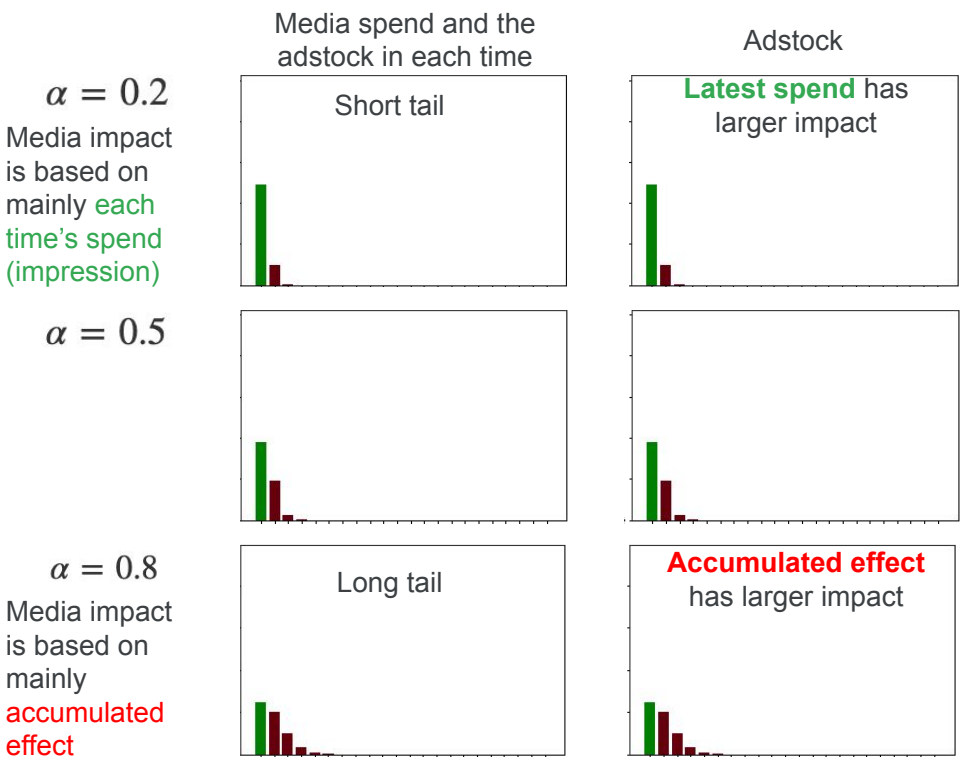 Media spend and the
adstock in each time
Adstock
α = 0.2
Media impact
is based on
mainly each
time’s spend
(impression)
Short tail
Latest spend has
larger impact
α = 0.5
α = 0.8
Media impact
is based on
mainly
accumulated
effect
Long tail
Accumulated effect
has larger impact